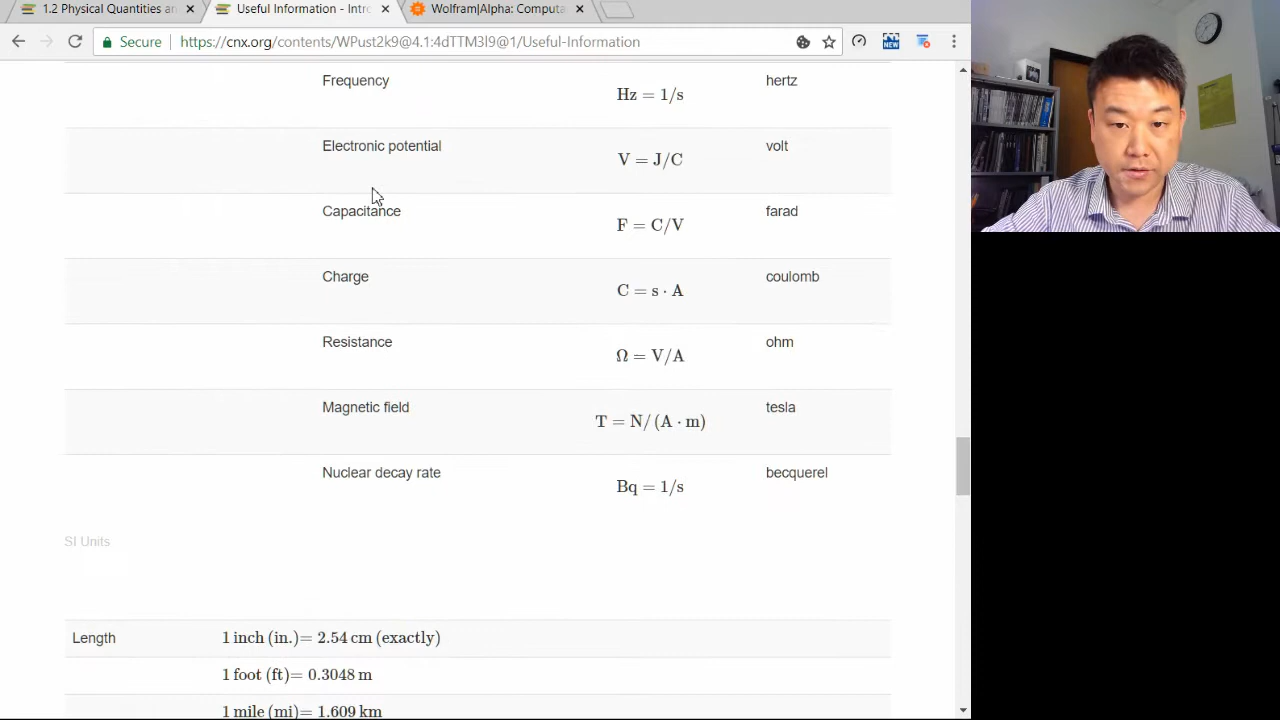 1.2 Physical Quantities a
Useful Information - Intro
Wolfram|Alpha: Computa
Secure
https://cnx.org/contents/WPust2k9@4.1:4dTTM3l9@1/Useful-Information
NEW
Frequency Hz = 1/s hertz
Electronic potential V = J/C volt
Capacitance F = C/V farad
Charge C = s · A coulomb
Resistance Ω = V/A ohm
Magnetic field T = N/ (A · m) tesla
Nuclear decay rate Bq = 1/s becquerel
SI Units
Length 1 inch (in.)= 2.54 cm (exactly)
1 foot (ft)= 0.3048 m
1 mile (mi)= 1.609 km